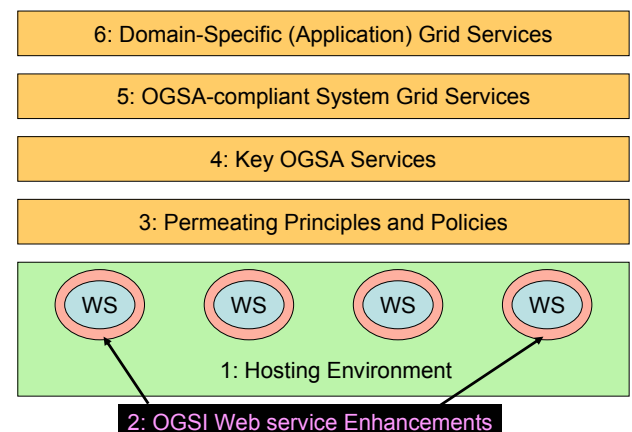 6: Domain-Specific (Application) Grid Services
5: OGSA-compliant System Grid Services
4: Key OGSA Services
3: Permeating Principles and Policies
WS WS WS WS
1: Hosting Environment
2: OGSI Web service Enhancements